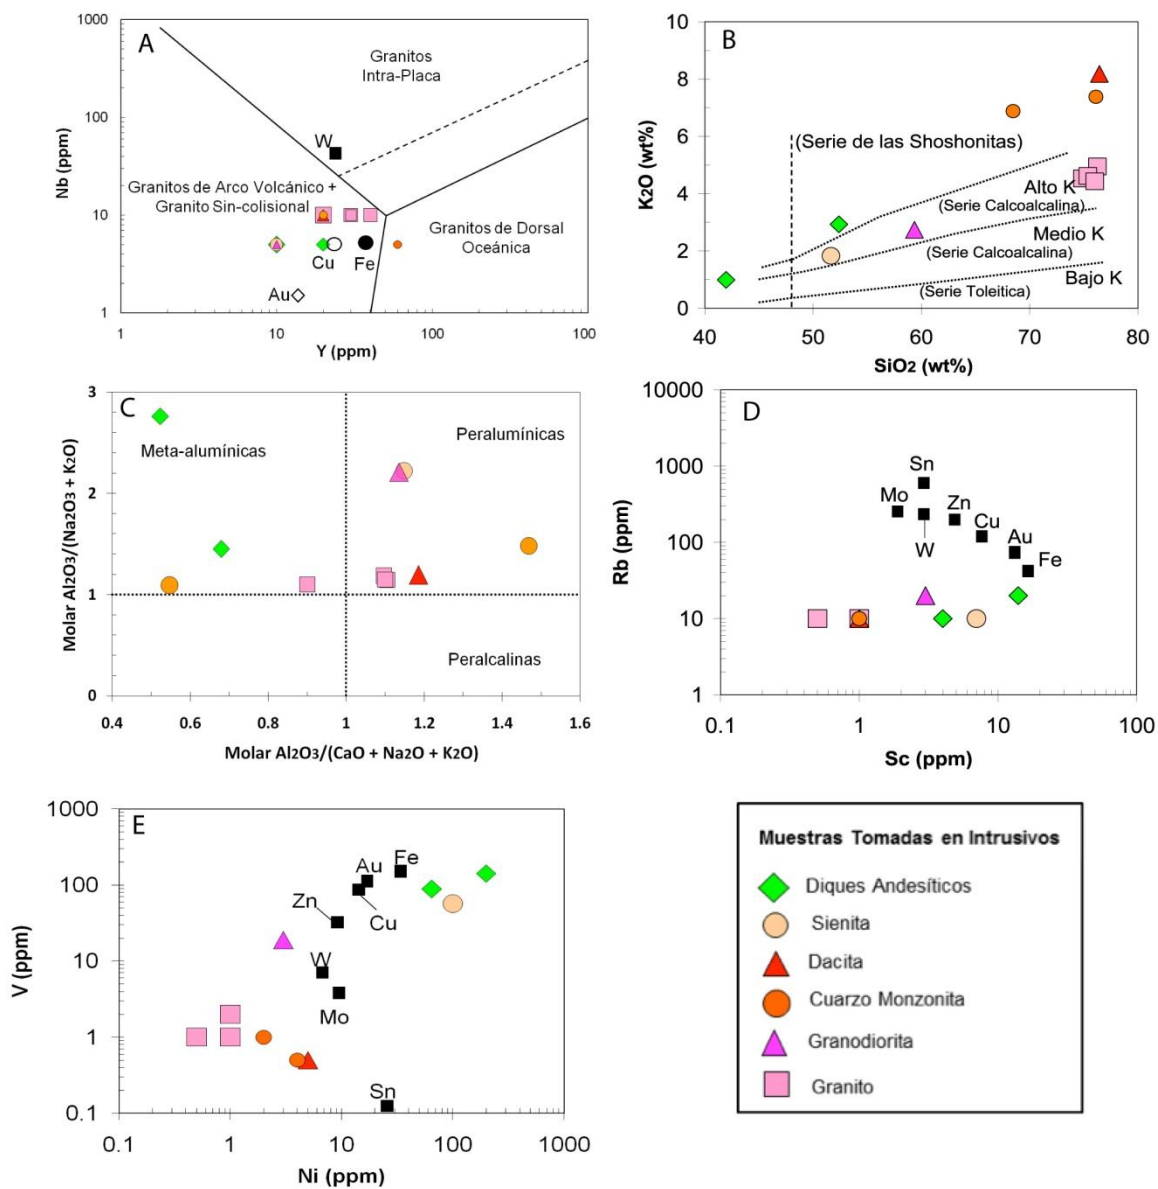 A
Granitos
Intra-Placa
W
Granitos de Arco Volcánico +
Granito Sin-colisional
Granitos de Dorsal
Oceánica
Cu
Fe
Au
1000
100
10
1
Nb (ppm)
1
10
100
1000
Y (ppm)
B
(Serie de las Shoshonitas)
Alto K
(Serie Calcoalcalina)
Medio K
(Serie Calcoalcalina)
Bajo K
(Serie Toleitica)
10
8
6
4
2
0
K2O (wt%)
40
50
60
70
80
SiO2 (wt%)
C
Meta-alumínicas
Peralumínicas
Peralcalinas
3
2
1
0
Molar Al2O3/(Na2O3 + K2O)
0.4
0.6
0.8
1
1.2
1.4
1.6
Molar Al2O3/(CaO + Na2O + K2O)
D
Sn
Mo
Zn
W
Cu
Au
Fe
10000
1000
100
10
1
Rb (ppm)
0.1
1
10
100
Sc (ppm)
E
Fe
Au
Zn
Cu
W
Mo
Sn
1000
100
10
1
0.1
V (ppm)
0.1
1
10
100
1000
Ni (ppm)
Muestras Tomadas en Intrusivos
Diques Andesíticos
Sienita
Dacita
Cuarzo Monzonita
Granodiorita
Granito